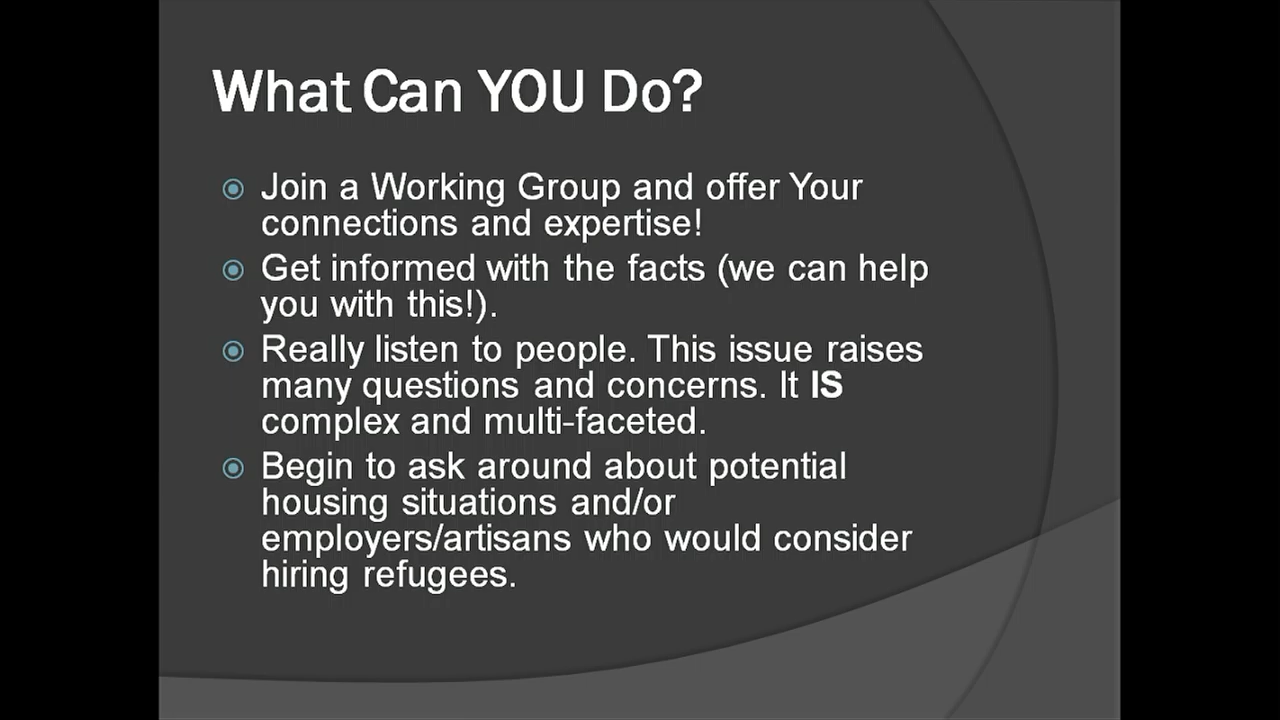 What Can YOU Do?
Join a Working Group and offer Your
connections and expertise!
Get informed with the facts (we can help
you with this!).
Really listen to people. This issue raises
many questions and concerns. It IS
complex and multi-faceted.
Begin to ask around about potential
housing situations and/or
employers/artisans who would consider
hiring refugees.